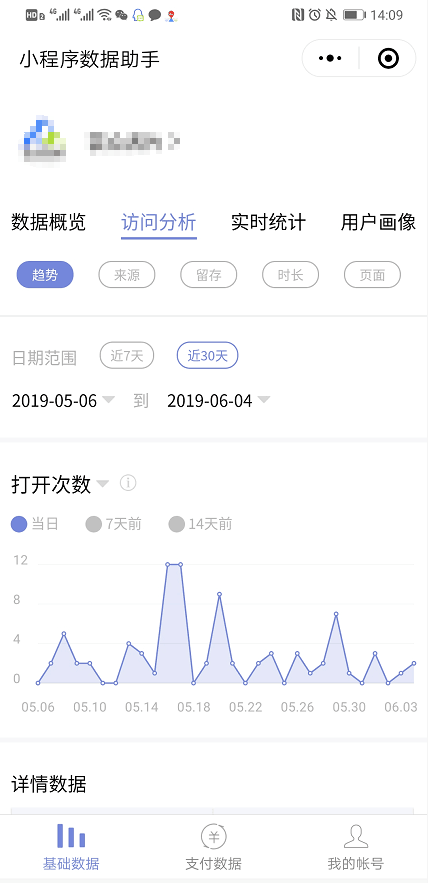 HD 2 4G 4G 14:09
小程序数据助手
数据概览 访问分析 实时统计 用户画像
趋势 来源 留存 时长 页面
日期范围 近7天 近30天
2019-05-06 到 2019-06-04
打开次数
当日 7天前 14天前
12
8
4
0
05.06 05.10 05.14 05.18 05.22 05.26 05.30 06.03
详情数据
基础数据 支付数据 我的帐号